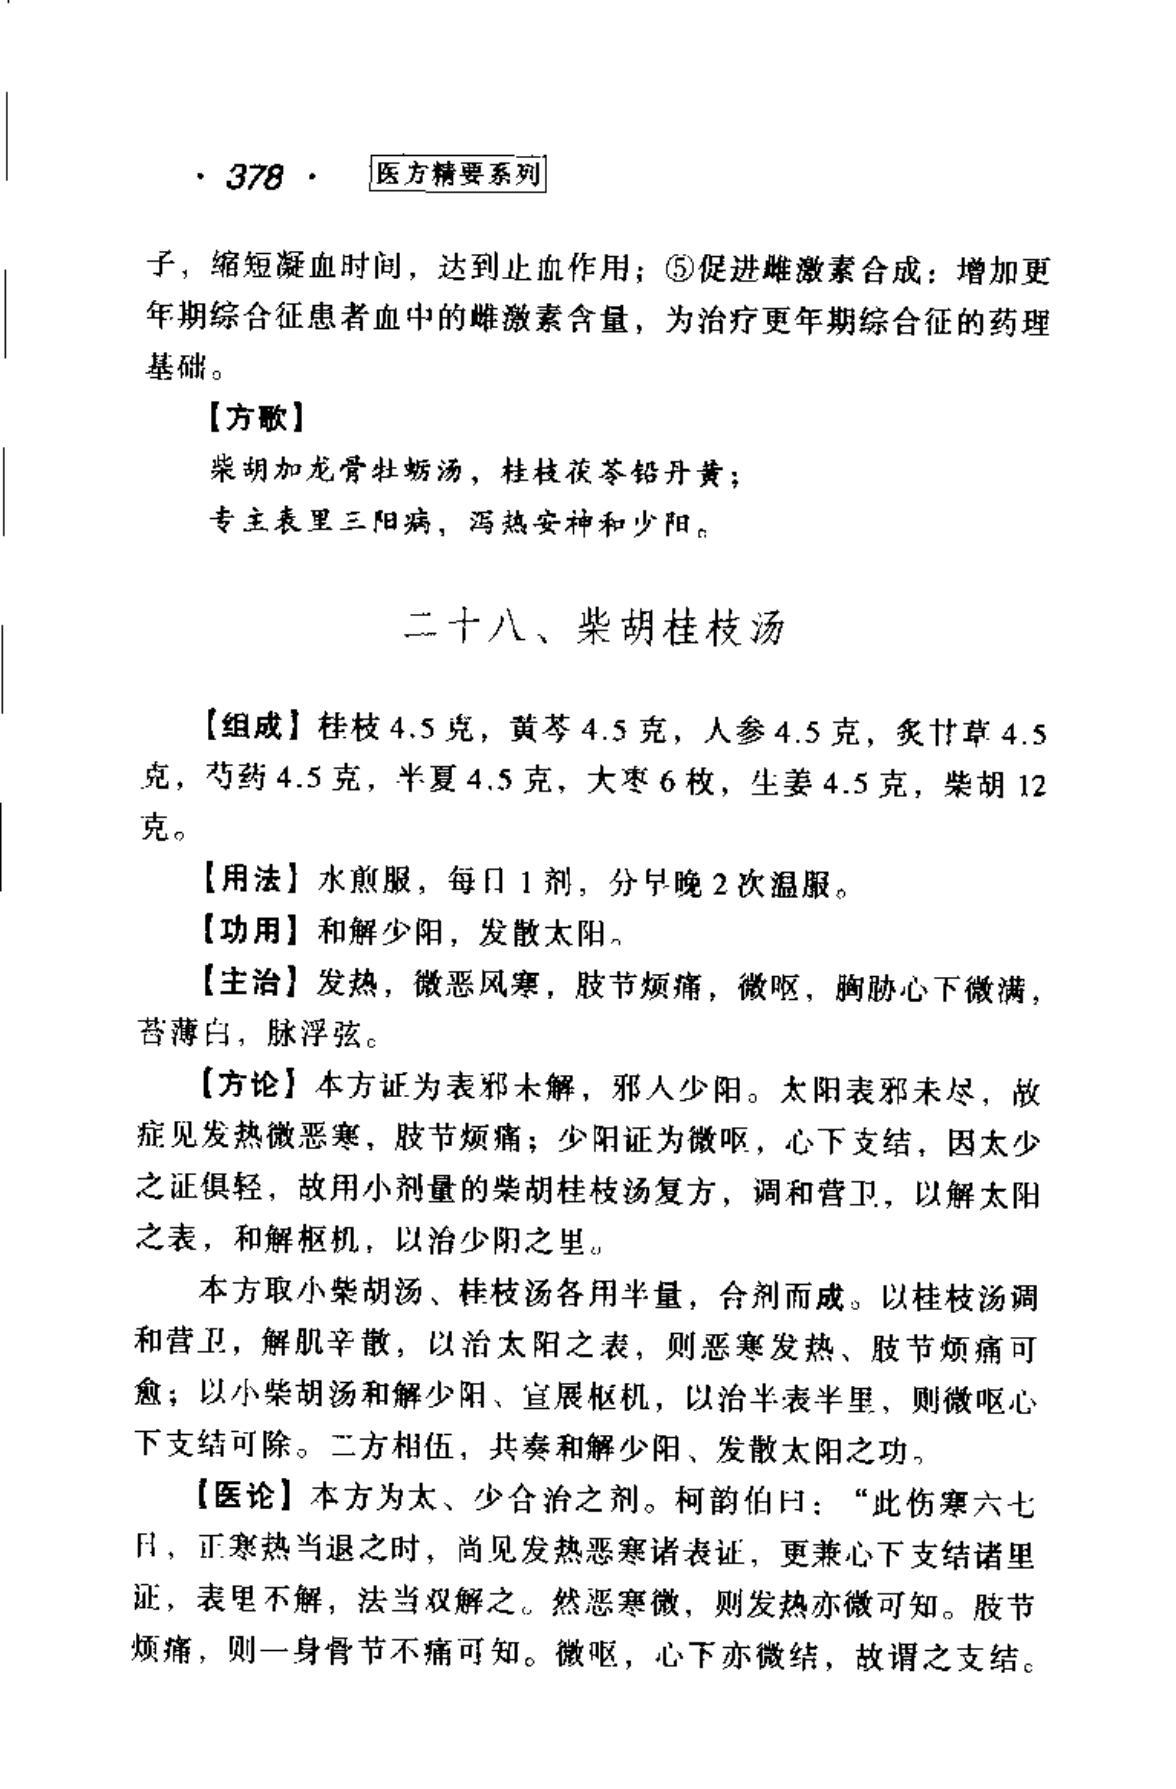 · 378 · 医方精要系列
子，缩短凝血时间，达到止血作用；⑤促进雌激素合成：增加更
年期综合征患者血中的雌激素含量，为治疗更年期综合征的药理
基础。
【方歌】
柴胡加龙骨牡蛎汤，桂枝茯苓铅丹黄；
专主表里三阳病，泻热安神和少阳。
二十八、柴胡桂枝汤
【组成】桂枝 4.5 克，黄芩 4.5 克，人参 4.5 克，炙甘草 4.5
克，芍药 4.5 克，半夏 4.5 克，大枣 6 枚，生姜 4.5 克，柴胡 12
克。
【用法】水煎服，每日 1 剂，分早晚 2 次温服。
【功用】和解少阳，发散太阳。
【主治】发热，微恶风寒，肢节烦痛，微呕，胸胁心下微满，
苔薄白，脉浮弦。
【方论】本方证为表邪未解，邪人少阳。太阳表邪未尽，故
症见发热微恶寒，肢节烦痛；少阳证为微呕，心下支结，因太少
之证俱轻，故用小剂量的柴胡桂枝汤复方，调和营卫，以解太阳
之表，和解枢机，以治少阳之里。
本方取小柴胡汤、桂枝汤各用半量，合剂而成。以桂枝汤调
和营卫，解肌辛散，以治太阳之表，则恶寒发热、肢节烦痛可
愈；以小柴胡汤和解少阳、宣展枢机，以治半表半里，则微呕心
下支结可除。二方相伍，共奏和解少阳、发散太阳之功。
【医论】本方为太、少合治之剂。柯韵伯曰：“此伤寒六七
日，正寒热当退之时，尚见发热恶寒诸表证，更兼心下支结诸里
证，表里不解，法当双解之。然恶寒微，则发热亦微可知。肢节
烦痛，则一身骨节不痛可知。微呕，心下亦微结，故谓之支结。